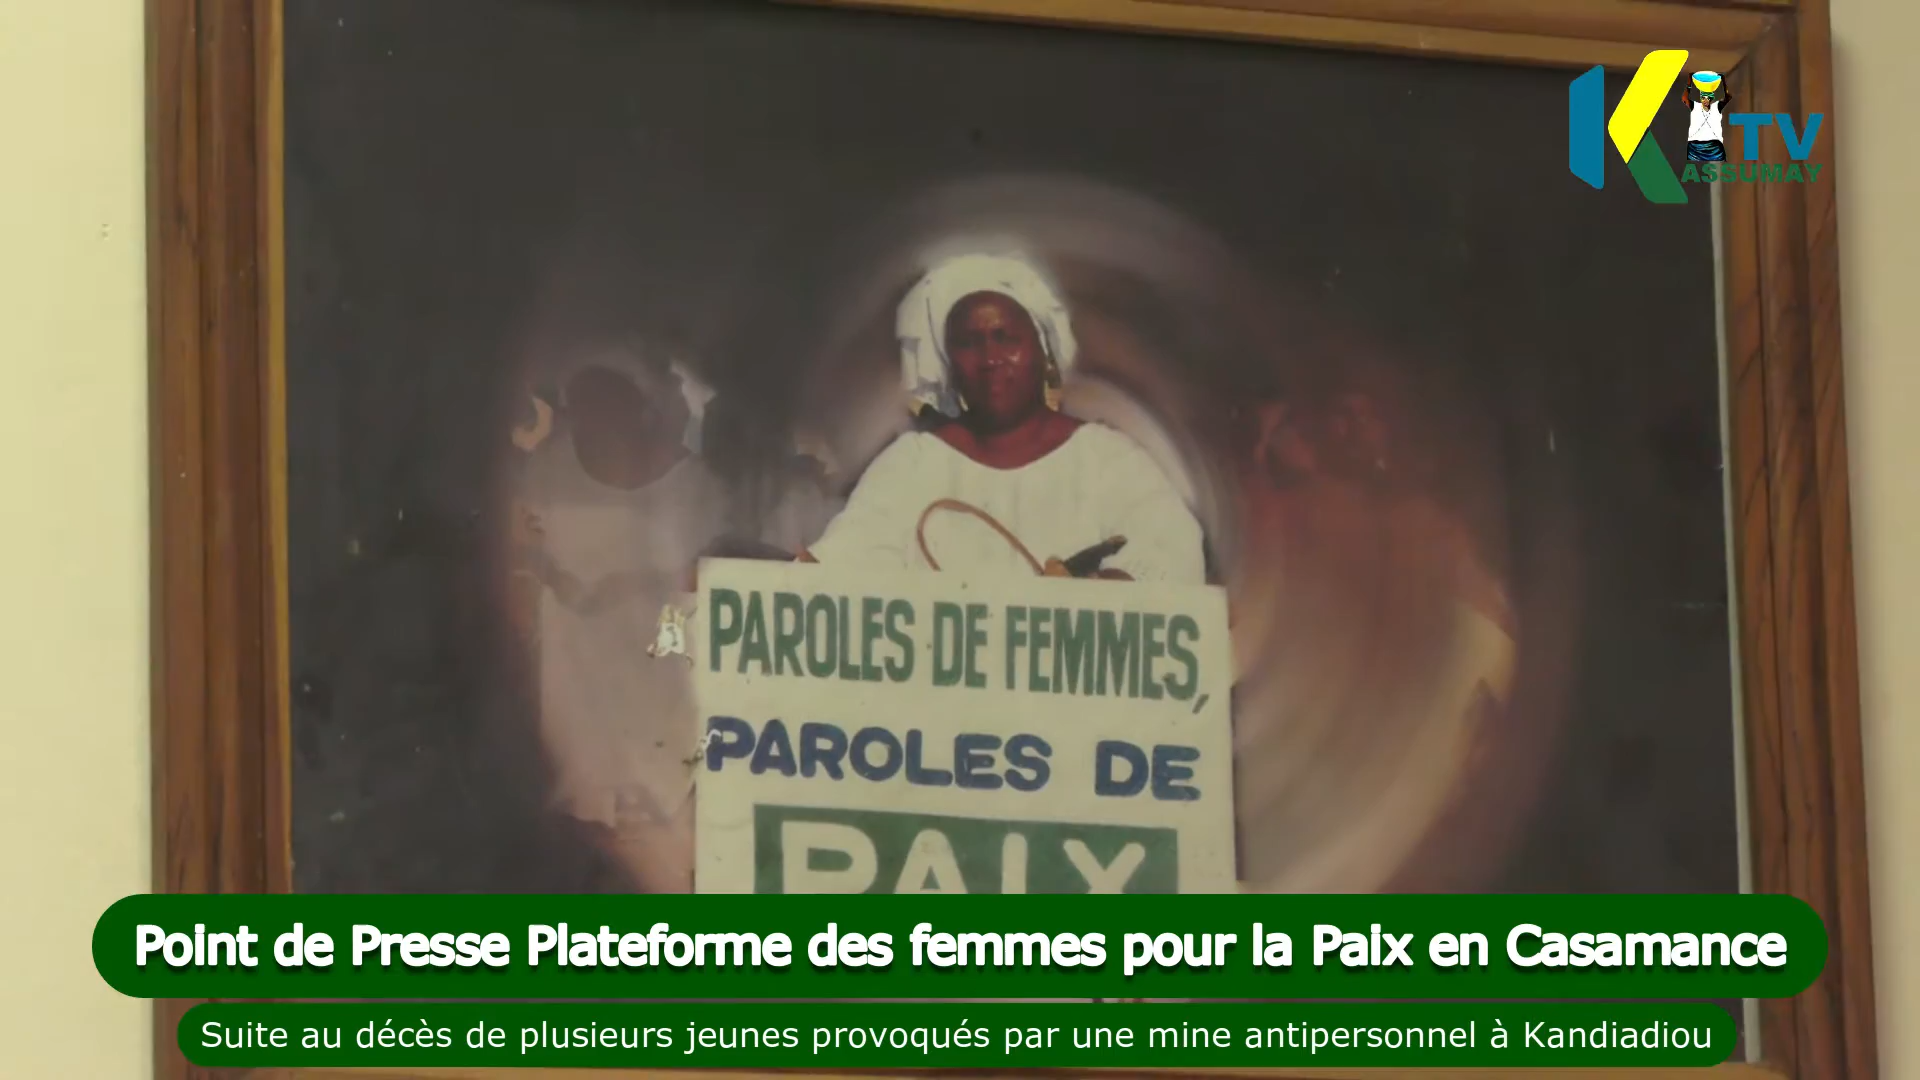 K TV
ASSUMAY
PAROLES DE FEMMES,
PAROLES DE
PAIX
Point de Presse Plateforme des femmes pour la Paix en Casamance
Suite au décès de plusieurs jeunes provoqués par une mine antipersonnel à Kandiadiou